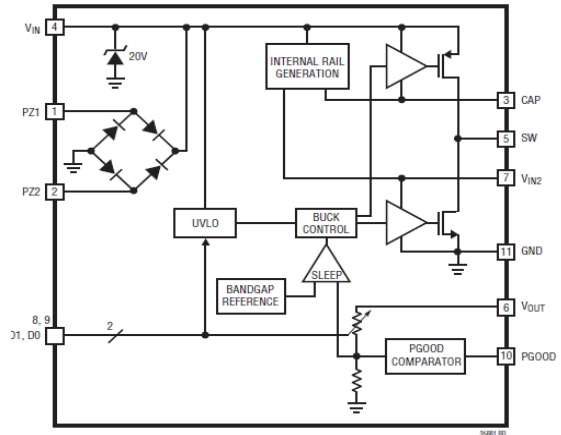 VIN 4
20V
INTERNAL RAIL
GENERATION
PZ1 1
3 CAP
5 SW
PZ2 2
7 VIN2
UVLO
BUCK
CONTROL
11 GND
SLEEP
BANDGAP
REFERENCE
6 VOUT
8, 9
D1, D0
2
PGOOD
COMPARATOR
10 PGOOD